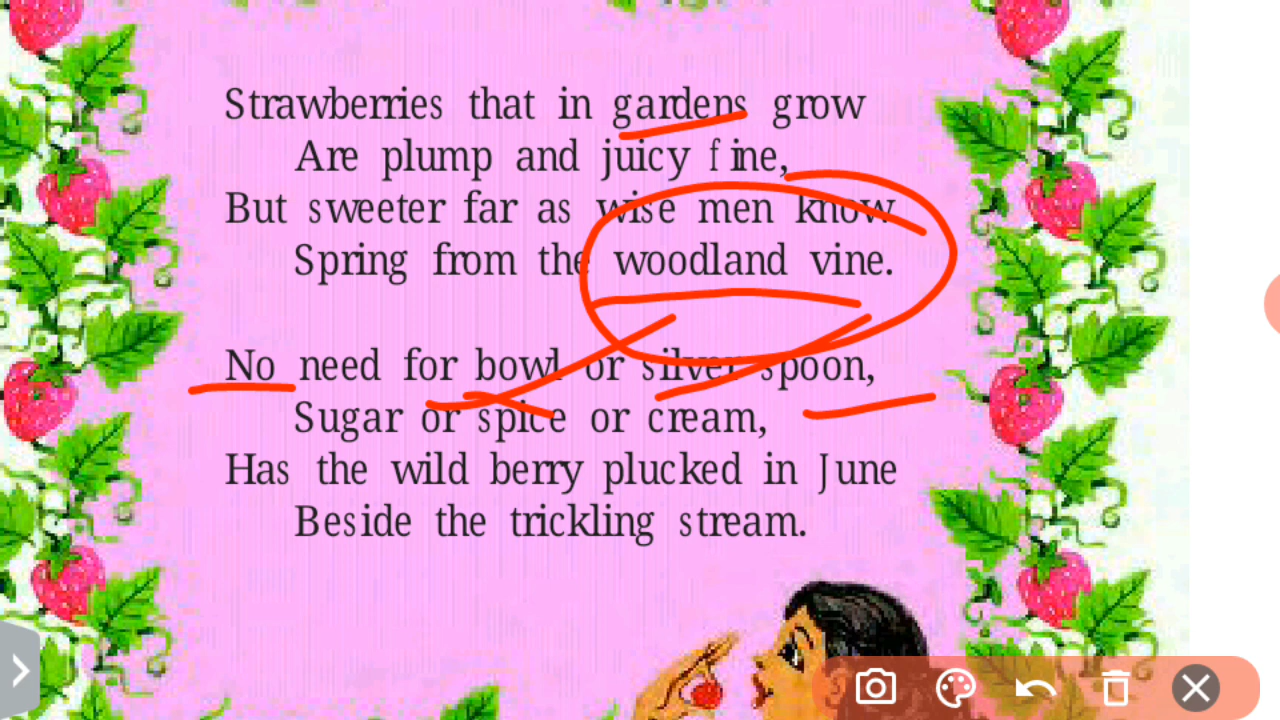 Strawberries that in gardens grow
Are plump and juicy fine,
But sweeter far as wise men know
Spring from the woodland vine.
No need for bowl or silver spoon,
Sugar or spice or cream,
Has the wild berry plucked in June
Beside the trickling stream.